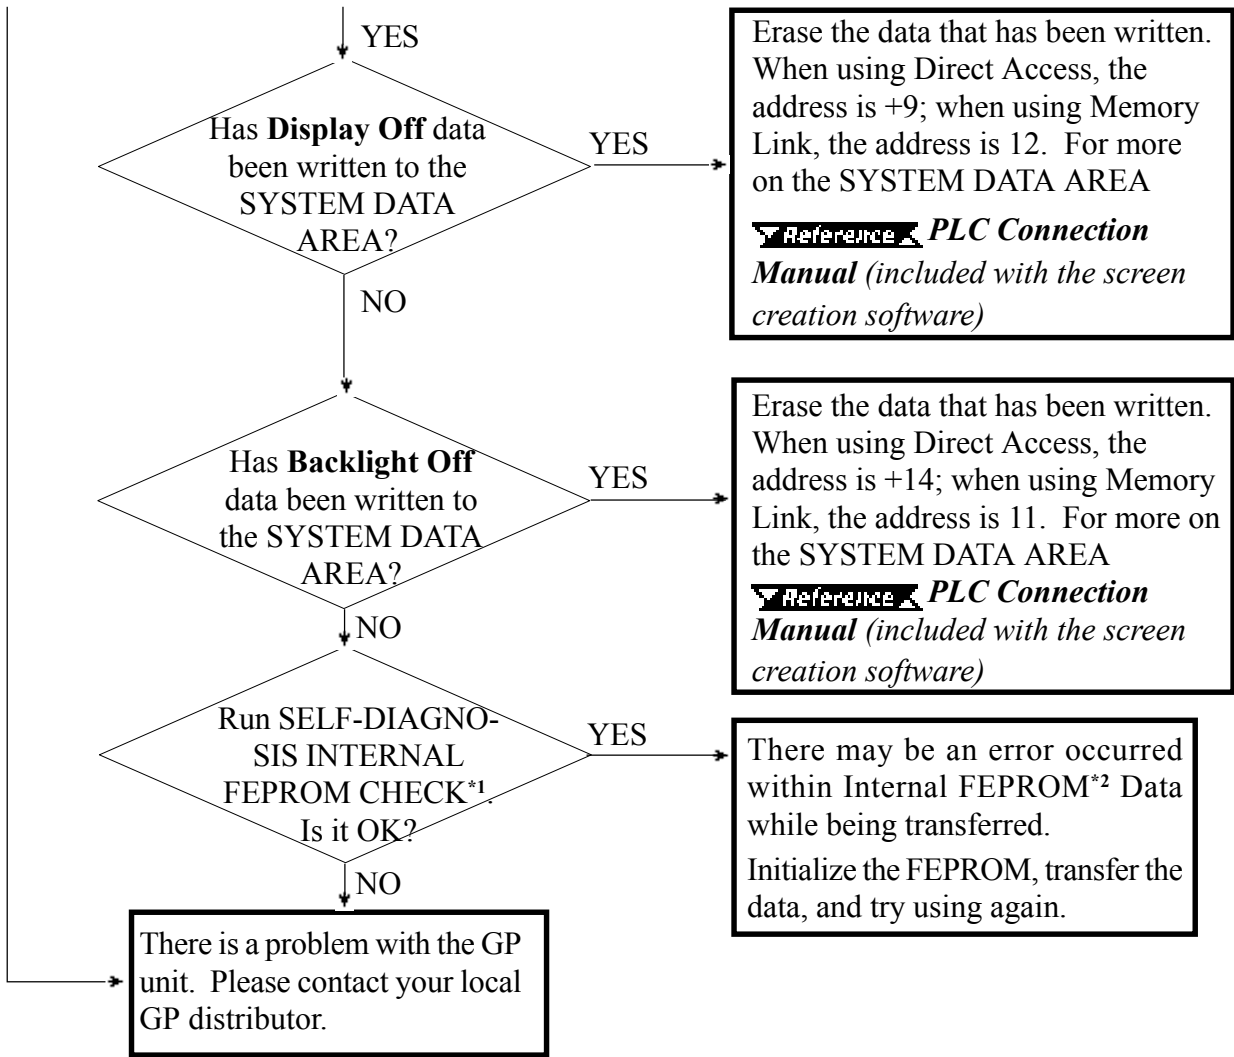 YES
Has Display Off data
been written to the
SYSTEM DATA
AREA?
YES
Erase the data that has been written.
When using Direct Access, the
address is +9; when using Memory
Link, the address is 12. For more
on the SYSTEM DATA AREA
Reference PLC Connection
Manual (included with the screen
creation software)
NO
Has Backlight Off
data been written to
the SYSTEM DATA
AREA?
YES
Erase the data that has been written.
When using Direct Access, the
address is +14; when using Memory
Link, the address is 11. For more on
the SYSTEM DATA AREA
Reference PLC Connection
Manual (included with the screen
creation software)
NO
Run SELF-DIAGNO-
SIS INTERNAL
FEPROM CHECK*1.
Is it OK?
YES
There may be an error occurred
within Internal FEPROM*2 Data
while being transferred.
Initialize the FEPROM, transfer the
data, and try using again.
NO
There is a problem with the GP
unit. Please contact your local
GP distributor.